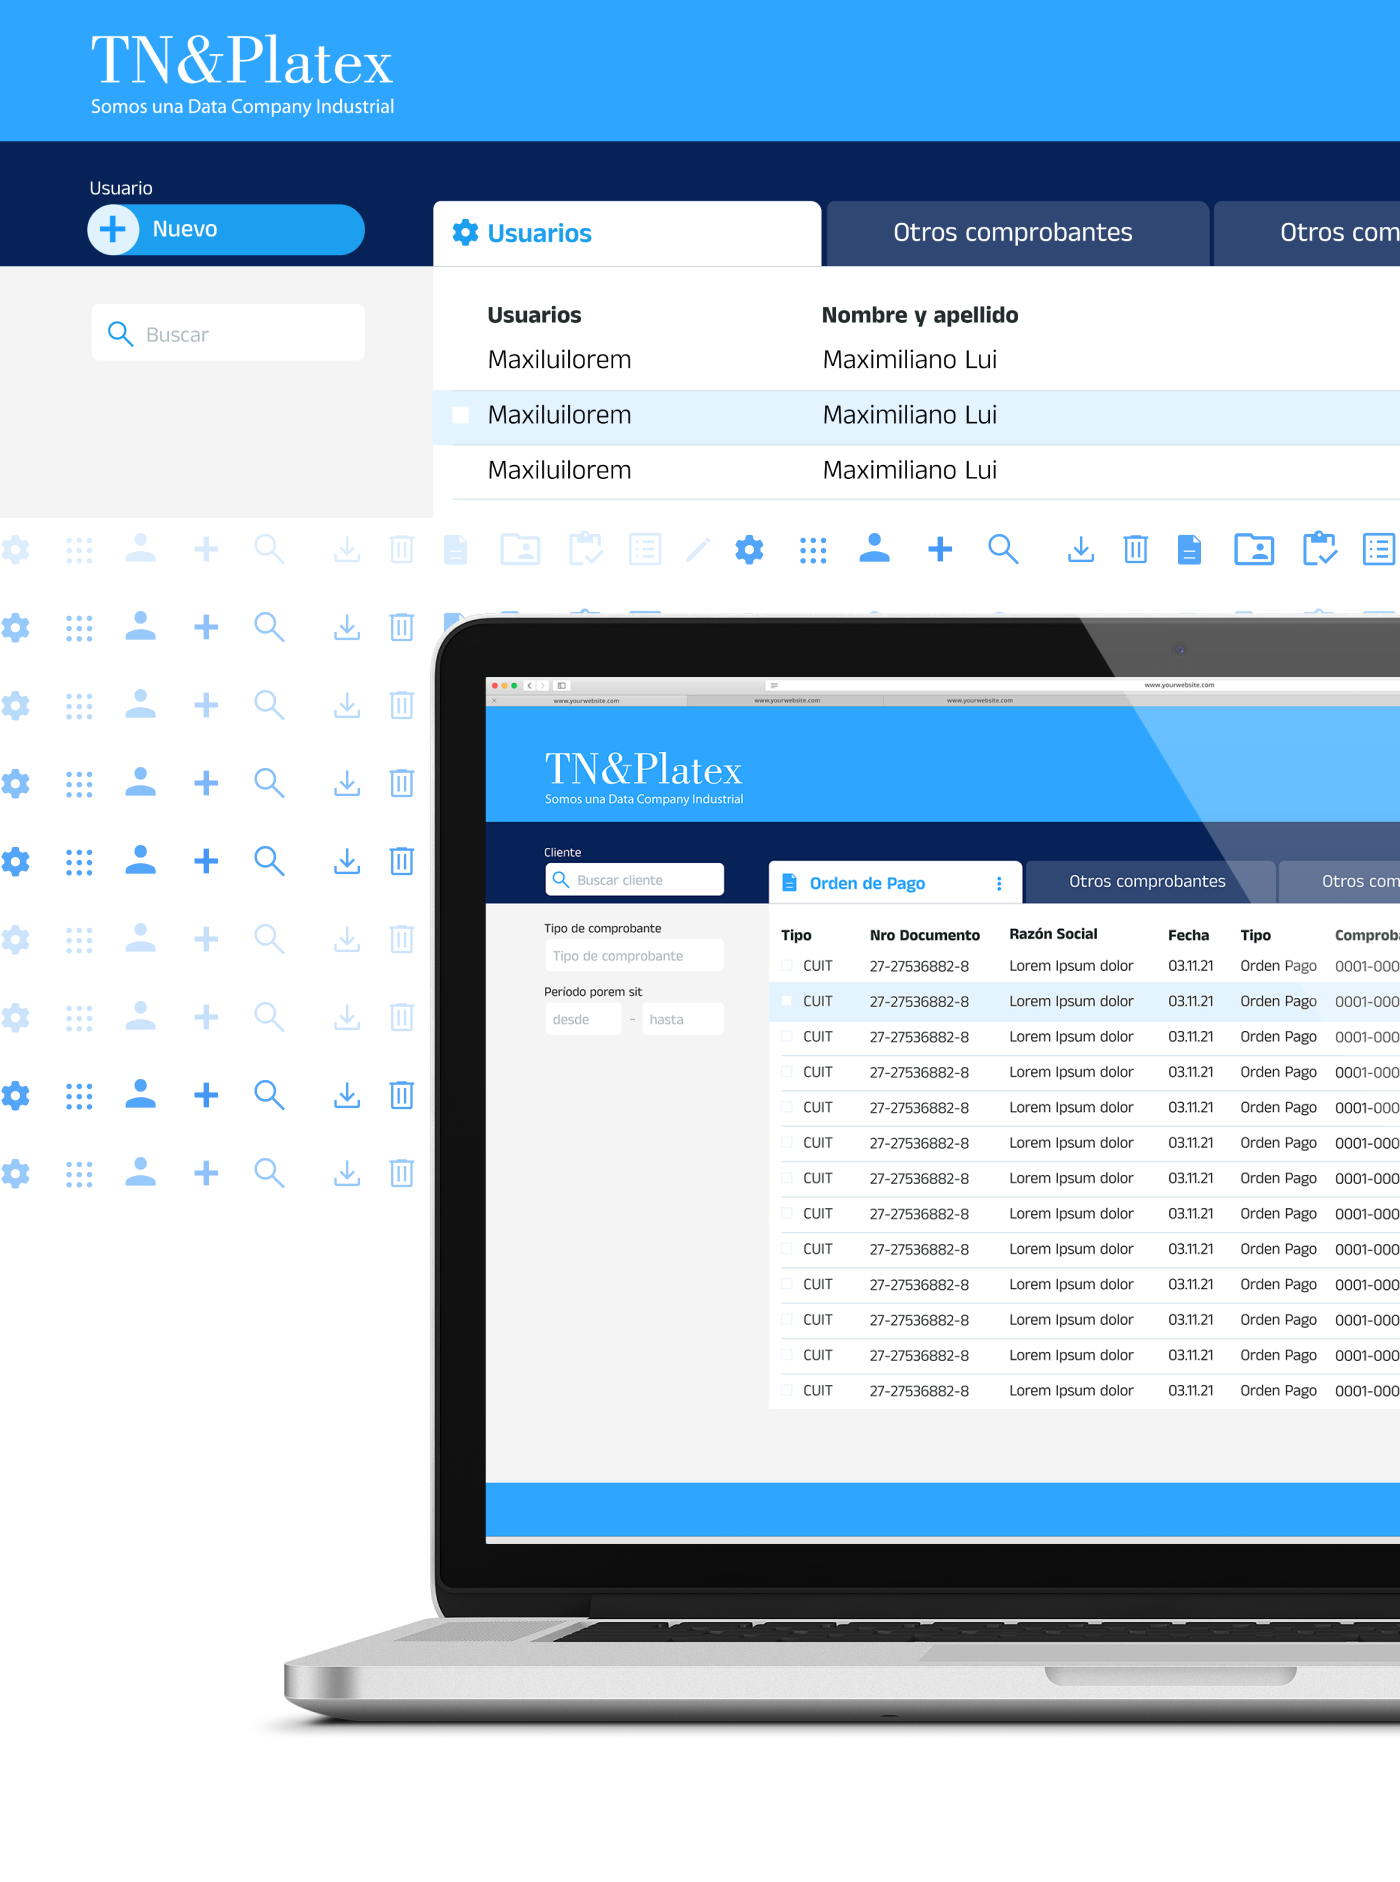 TN&Platex
Somos una Data Company Industrial
Usuario
Nuevo
Usuarios
Otros comprobantes
Otros com
Buscar
Usuarios Nombre y apellido
Maxiluilorem Maximiliano Lui
Maxiluilorem Maximiliano Lui
Maxiluilorem Maximiliano Lui
www.yourwebsite.com
www.yourwebsite.com www.yourwebsite.com www.yourwebsite.com
TN&Platex
Somos una Data Company Industrial
Cliente
Buscar cliente
Orden de Pago
Otros comprobantes
Otros com
Tipo de comprobante
Tipo de comprobante
Período porem sit
desde - hasta
Tipo Nro Documento Razón Social Fecha Tipo Comproba
CUIT 27-27536882-8 Lorem Ipsum dolor 03.11.21 Orden Pago 0001-000
CUIT 27-27536882-8 Lorem Ipsum dolor 03.11.21 Orden Pago 0001-000
CUIT 27-27536882-8 Lorem Ipsum dolor 03.11.21 Orden Pago 0001-000
CUIT 27-27536882-8 Lorem Ipsum dolor 03.11.21 Orden Pago 0001-000
CUIT 27-27536882-8 Lorem Ipsum dolor 03.11.21 Orden Pago 0001-000
CUIT 27-27536882-8 Lorem Ipsum dolor 03.11.21 Orden Pago 0001-000
CUIT 27-27536882-8 Lorem Ipsum dolor 03.11.21 Orden Pago 0001-000
CUIT 27-27536882-8 Lorem Ipsum dolor 03.11.21 Orden Pago 0001-000
CUIT 27-27536882-8 Lorem Ipsum dolor 03.11.21 Orden Pago 0001-000
CUIT 27-27536882-8 Lorem Ipsum dolor 03.11.21 Orden Pago 0001-000
CUIT 27-27536882-8 Lorem Ipsum dolor 03.11.21 Orden Pago 0001-000
CUIT 27-27536882-8 Lorem Ipsum dolor 03.11.21 Orden Pago 0001-000
CUIT 27-27536882-8 Lorem Ipsum dolor 03.11.21 Orden Pago 0001-000